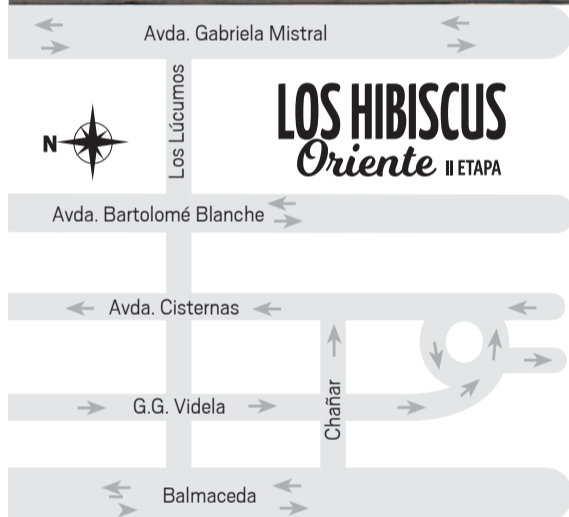 Avda. Gabriela Mistral
Los Lúcumos
N
LOS HIBISCUS
Oriente II ETAPA
Avda. Bartolomé Blanche
Avda. Cisternas
G.G. Videla
Chañar
Balmaceda